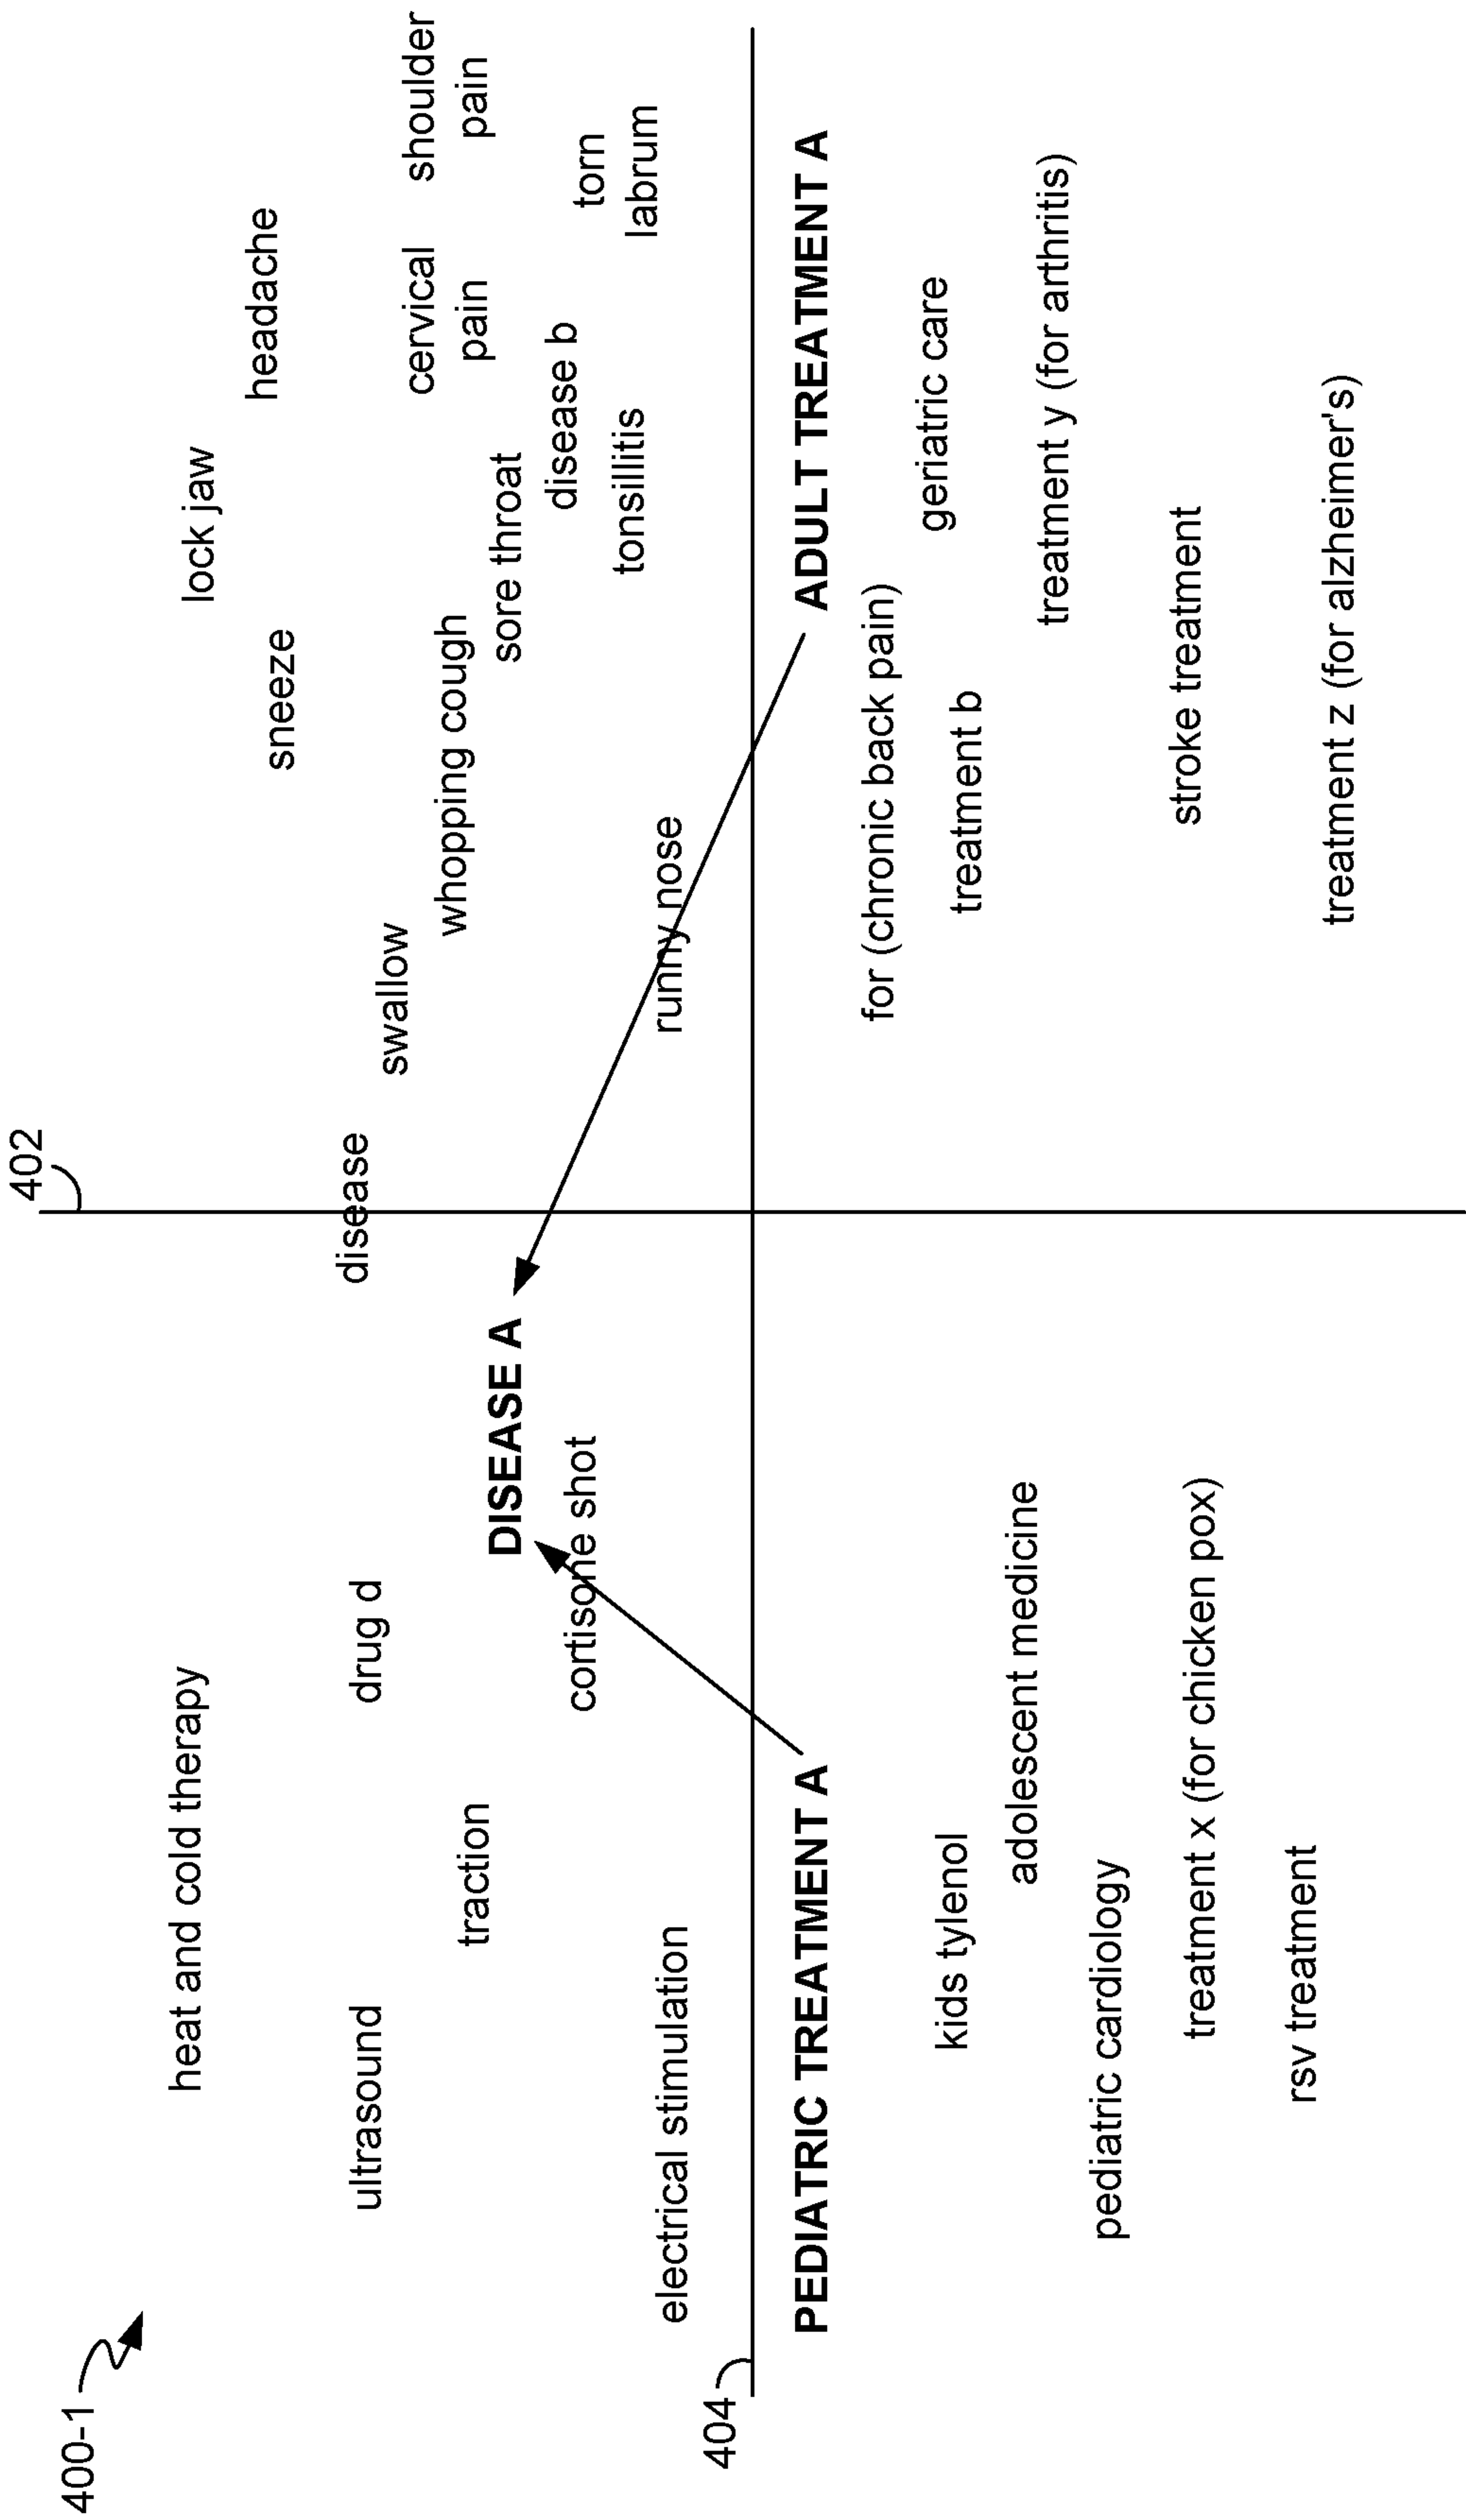 400-1
402
heat and cold therapy
lock jaw
headache
sneeze
ultrasound
drug d
disease
swallow
whopping cough
cervical
pain
shoulder
pain
traction
DISEASE A
sore throat
disease b
tonsillitis
torn
labrum
cortisone shot
electrical stimulation
runny nose
404
PEDIATRIC TREATMENT A
ADULT TREATMENT A
for (chronic back pain)
treatment b
geriatric care
kids tylenol
adolescent medicine
treatment y (for arthritis)
pediatric cardiology
treatment x (for chicken pox)
stroke treatment
rsv treatment
treatment z (for alzheimer's)